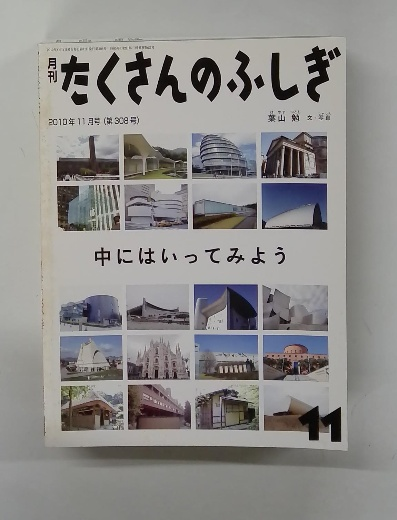 月刊 たくさんのふしぎ
2010年11月号(第308号)
葉山 勉 文・写真
中にはいってみよう
11